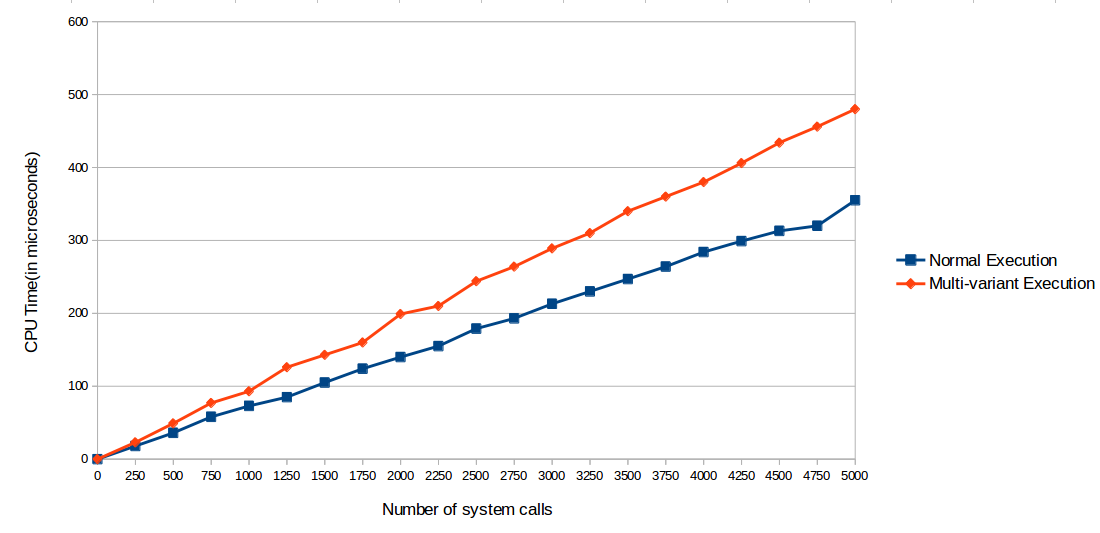 600
500
400
300
200
100
0
CPU Time(in microseconds)
0 250 500 750 1000 1250 1500 1750 2000 2250 2500 2750 3000 3250 3500 3750 4000 4250 4500 4750 5000
Number of system calls
Normal Execution
Multi-variant Execution